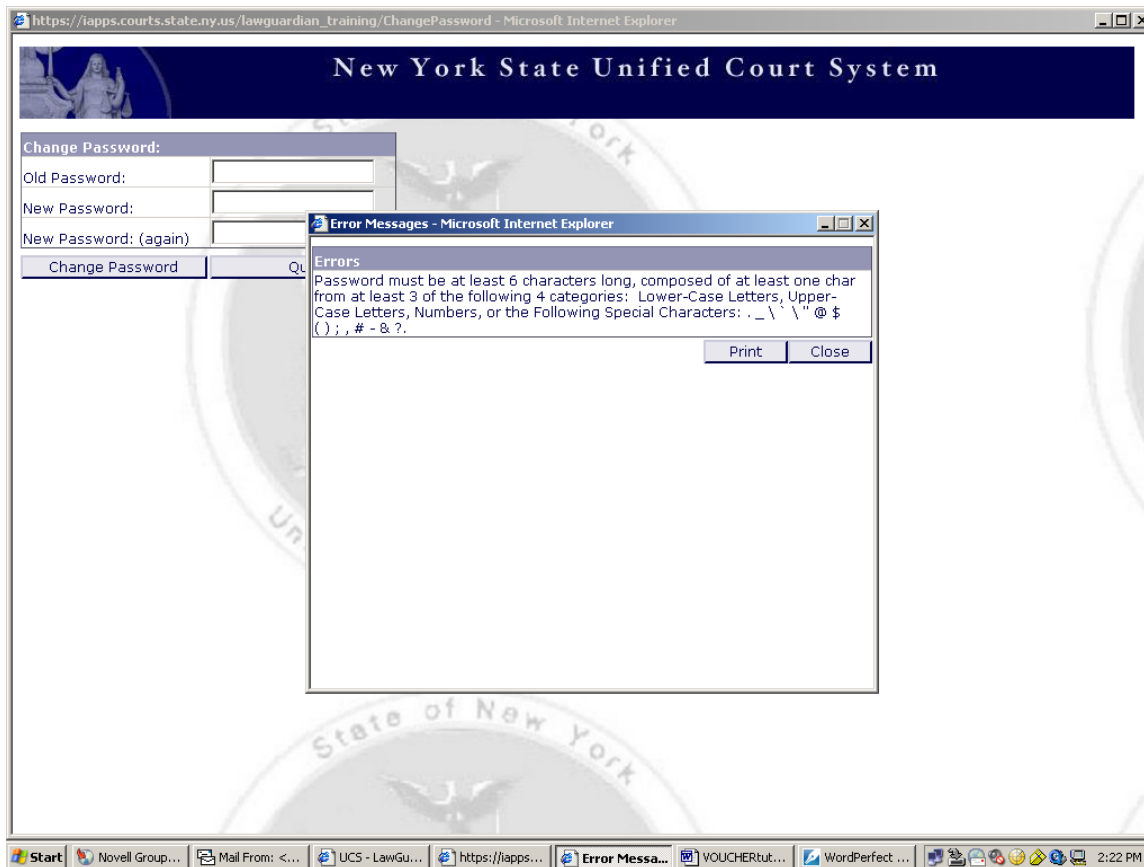 https://iapps.courts.state.ny.us/lawguardian_training/ChangePassword - Microsoft Internet Explorer
New York State Unified Court System
Change Password:
Old Password:
New Password:
New Password: (again)
Change Password
Qu
Error Messages - Microsoft Internet Explorer
Errors
Password must be at least 6 characters long, composed of at least one char
from at least 3 of the following 4 categories: Lower-Case Letters, Upper-
Case Letters, Numbers, or the Following Special Characters: . _ \ ` \ " @ $
( ) ; , # - & ?.
Print Close
State of New York
Start Novell Group... Mail From: <... UCS - LawGu... https://iapps... Error Messa... VOUCHERtut... WordPerfect ... 2:22 PM